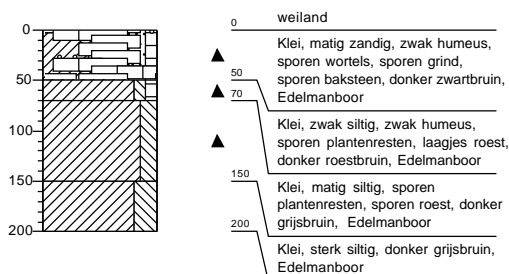 0
50
100
150
200
0
weiland
Klei, matig zandig, zwak humeus,
sporen wortels, sporen grind,
sporen baksteen, donker zwartbruin,
Edelmanboor
50
Klei, zwak siltig, zwak humeus,
sporen plantenresten, laagjes roest,
donker roestbruin, Edelmanboor
70
Klei, matig siltig, sporen
plantenresten, sporen roest, donker
grijsbruin, Edelmanboor
150
Klei, sterk siltig, donker grijsbruin,
Edelmanboor
200